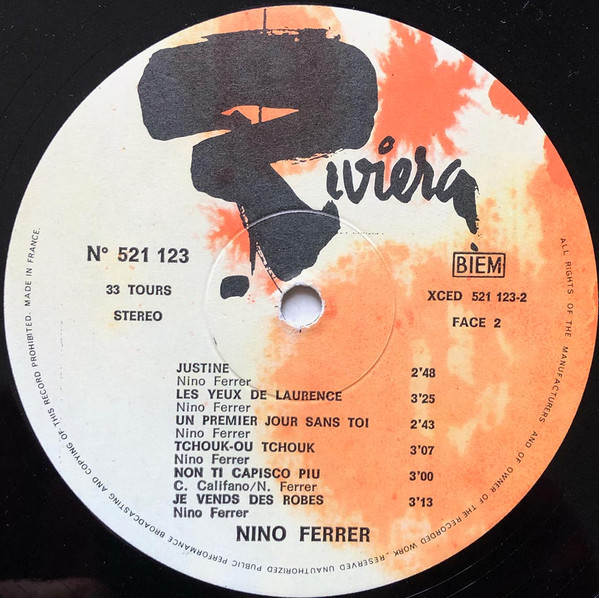 Riviera
N° 521 123
33 TOURS
STEREO
BIEM
XCED 521 123-2
FACE 2
JUSTINE 2'48
Nino Ferrer
LES YEUX DE LAURENCE 3'25
Nino Ferrer
UN PREMIER JOUR SANS TOI 2'43
Nino Ferrer
TCHOUK-OU TCHOUK 3'07
Nino Ferrer
NON TI CAPISCO PIU 3'00
C. Califano/N. Ferrer
JE VENDS DES ROBES 3'13
Nino Ferrer
NINO FERRER
ALL RIGHTS OF THE MANUFACTURERS AND OF OWNER OF THE RECORDED WORK. RESERVED UNAUTHORIZED PUBLIC PERFORMANCE BROADCASTING AND COPYING OF THIS RECORD PROHIBITED. MADE IN FRANCE.